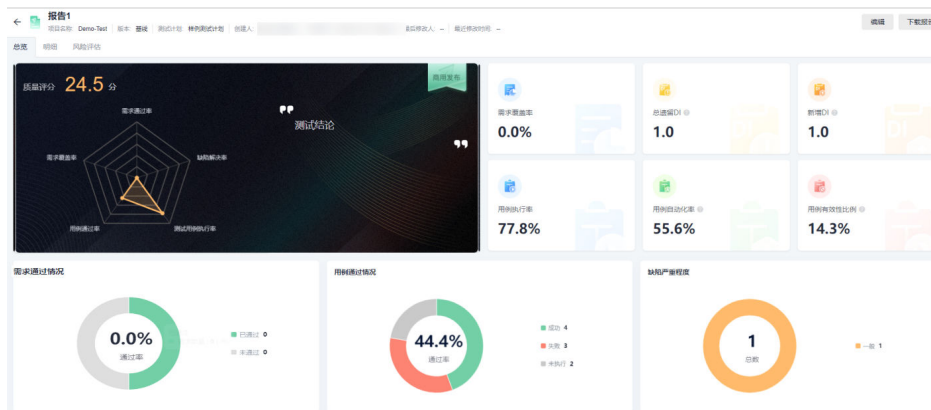 报告1
项目名称 Demo-Test 版本 基线 测试计划 样例测试计划 创建人: 最后修改人: -- 最近修改时间 --
编辑 下载报告
总览 明细 风险评估
质量评分 24.5 分
商用发布
需求通过率
需求覆盖率 缺陷解决率
用例通过率 测试用例执行率
测试结论
需求覆盖率
0.0%
总遗留DI
1.0
新增DI
1.0
用例执行率
77.8%
用例自动化率
55.6%
用例有效性比例
14.3%
需求通过情况
0.0%
通过率
已通过 0
未通过 0
用例通过情况
44.4%
通过率
成功 4
失败 3
未执行 2
缺陷严重程度
1
总数
一般 1